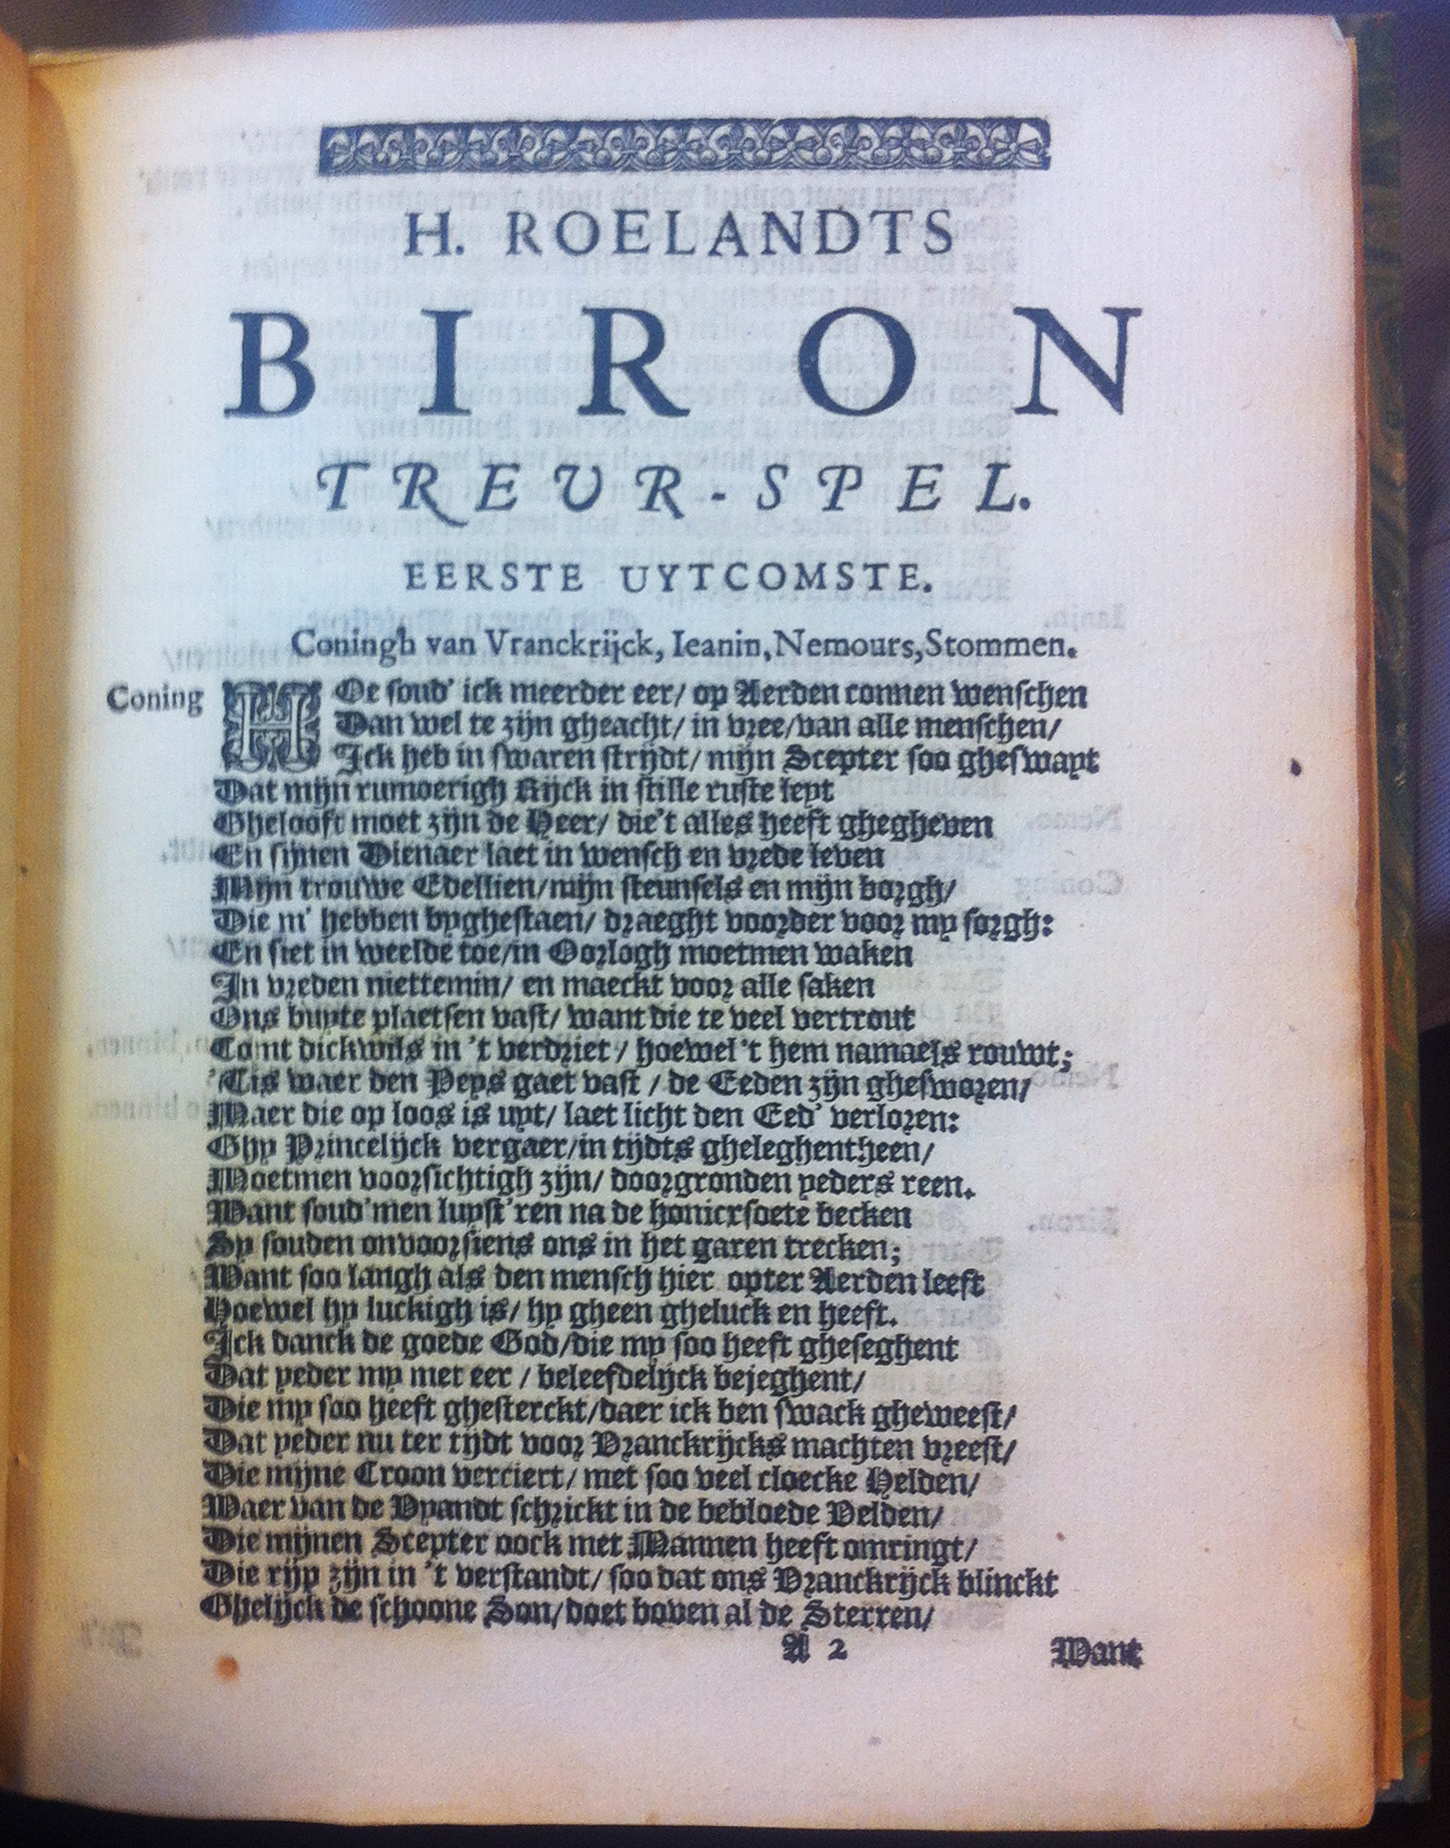 H. ROELANDTS
BIRON
TREUR-SPEL.
EERSTE UYTCOMSTE.
Coningh van Vranckrijck, Ieanin, Nemours, Stommen.
Coning HOe soud' ick meerder eer/ op Aerden connen wenschen
Dan wel te zijn gheacht/ in vree/van alle menschen/
Ick heb in swaren strijdt/ mijn Scepter soo gheswayt
Dat mijn rumoerigh Rijck in stille ruste leyt
Ghelooft moet zijn de Heer/ die't alles heeft ghegheven
En sijnen Dienaer laet in wensch en vrede leven
Mijn trouwe Edellien/mijn steunsels en mijn borgh/
Die m' hebben byghestaen/ draeght voorder voor my sorgh:
En siet in weelde toe/in Oorlogh moetmen waken
In vreden niettemin/ en maeckt voor alle saken
Ons buyte plaetsen vast/ want die te veel vertrout
Comt dickwils in 't verdriet/ hoewel 't hem namaels rouwt;
'Tis waer den Peys gaet vast/ de Eeden zijn ghesworen/
Maer die op loos is uyt/ laet licht den Eed' verloren:
Ghy Princelijck vergaer/in tijdts gheleghentheen/
Moetmen voorsichtigh zijn/ doorgronden yeders reen.
Want soud'men luyst'ren na de honicrsoete becken
Sy souden onvoorsiens ons in het garen trecken;
Want soo langh als den mensch hier opter Aerden leeft
Hoewel hy luckigh is/ hy gheen gheluck en heeft.
Ick danck de goede God/die my soo heeft gheseghent
Dat yeder my met eer/ beleefdelijck bejeghent/
Die my soo heeft ghesterckt/daer ick ben swack gheweest/
Dat yeder nu ter tijdt voor Vranckrijcks machten vreest/
Die mijne Croon verciert/ met soo veel cloecke Helden/
Waer van de Vyandt schrickt in de bebloede Velden/
Die mijnen Scepter oock met Mannen heeft omringt/
Die rijp zijn in 't verstandt/ soo dat ons Vranckrijck blinckt
Ghelijck de schoone Son/doet boven al de Sterren/
A 2 Want